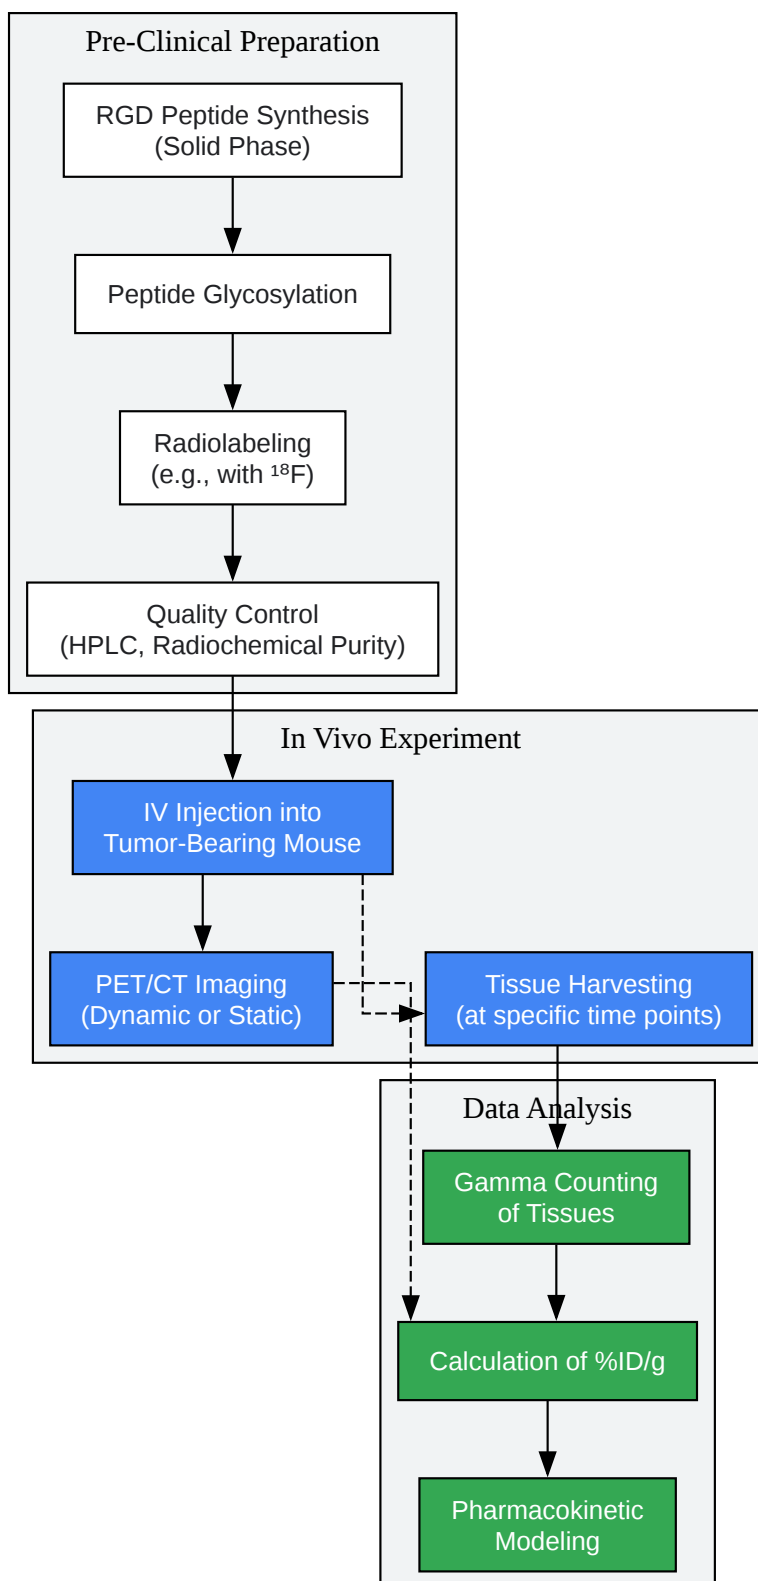 Pre-Clinical Preparation
RGD Peptide Synthesis
(Solid Phase)
Peptide Glycosylation
Radiolabeling
(e.g., with ¹⁸F)
Quality Control
(HPLC, Radiochemical Purity)
In Vivo Experiment
IV Injection into
Tumor-Bearing Mouse
PET/CT Imaging
(Dynamic or Static)
Tissue Harvesting
(at specific time points)
Data Analysis
Gamma Counting
of Tissues
Calculation of %ID/g
Pharmacokinetic
Modeling